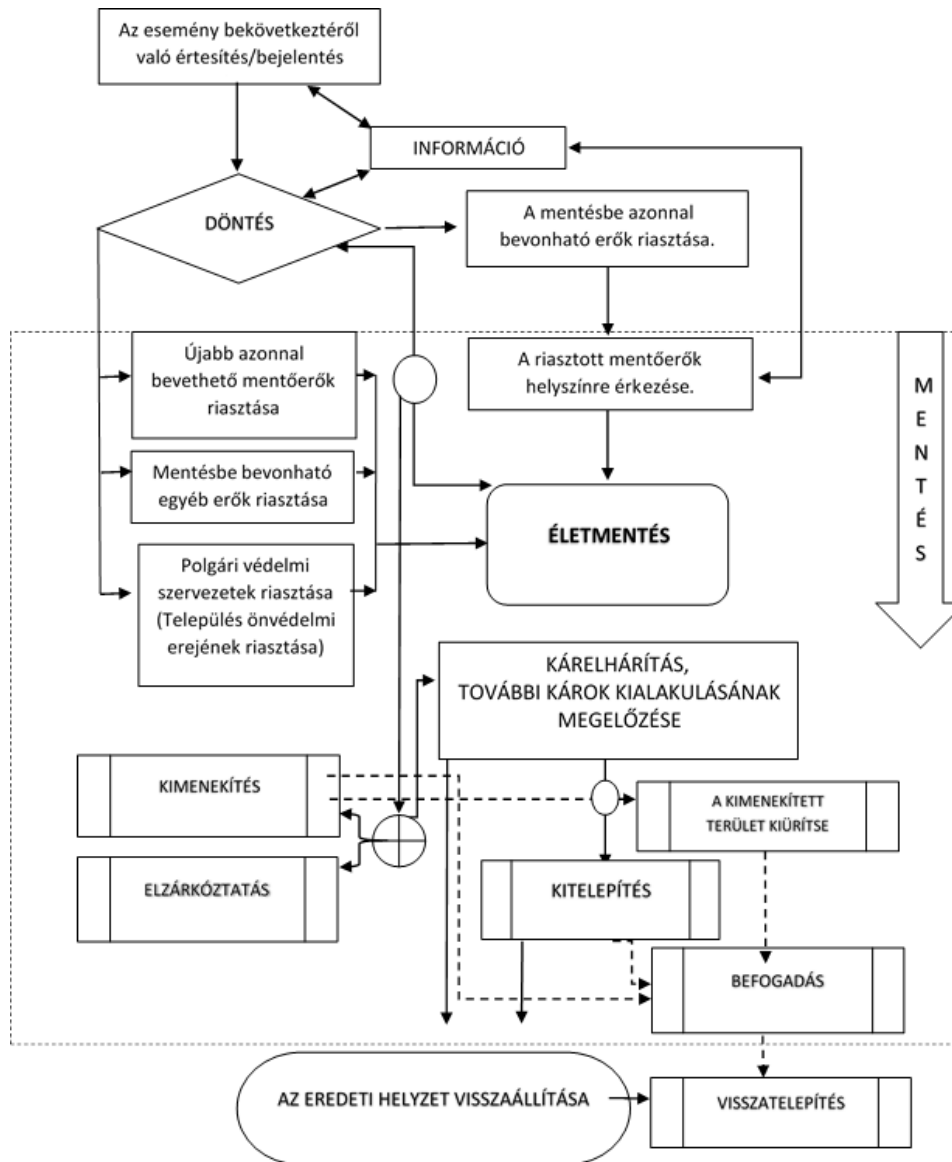 Az esemény bekövetkeztéről
való értesítés/bejelentés
INFORMÁCIÓ
DÖNTÉS
A mentésbe azonnal
bevonható erők riasztása.
Újabb azonnal
bevethető mentőerők
riasztása
A riasztott mentőerők
helyszínre érkezése.
M
E
N
T
É
S
Mentésbe bevonható
egyéb erők riasztása
ÉLETMENTÉS
Polgári védelmi
szervezetek riasztása
(Település önvédelmi
erejének riasztása)
KÁRELHÁRÍTÁS,
TOVÁBBI KÁROK KIALAKULÁSÁNAK
MEGELŐZÉSE
KIMENEKÍTÉS
A KIMENEKÍTETT
TERÜLET KIÜRÍTSE
ELZÁRKÓZTATÁS
KITELEPÍTÉS
BEFOGADÁS
AZ EREDETI HELYZET VISSZAÁLLÍTÁSA
VISSZATELEPÍTÉS